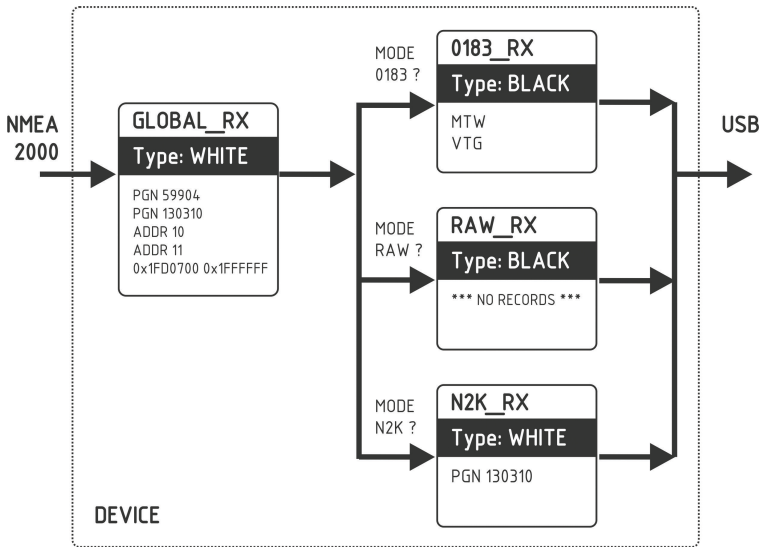 NMEA
2000
GLOBAL_RX
Type: WHITE
PGN 59904
PGN 130310
ADDR 10
ADDR 11
0x1FD0700 0x1FFFFFF
MODE
0183 ?
0183_RX
Type: BLACK
MTW
VTG
MODE
RAW ?
RAW_RX
Type: BLACK
*** NO RECORDS ***
MODE
N2K ?
N2K_RX
Type: WHITE
PGN 130310
USB
DEVICE